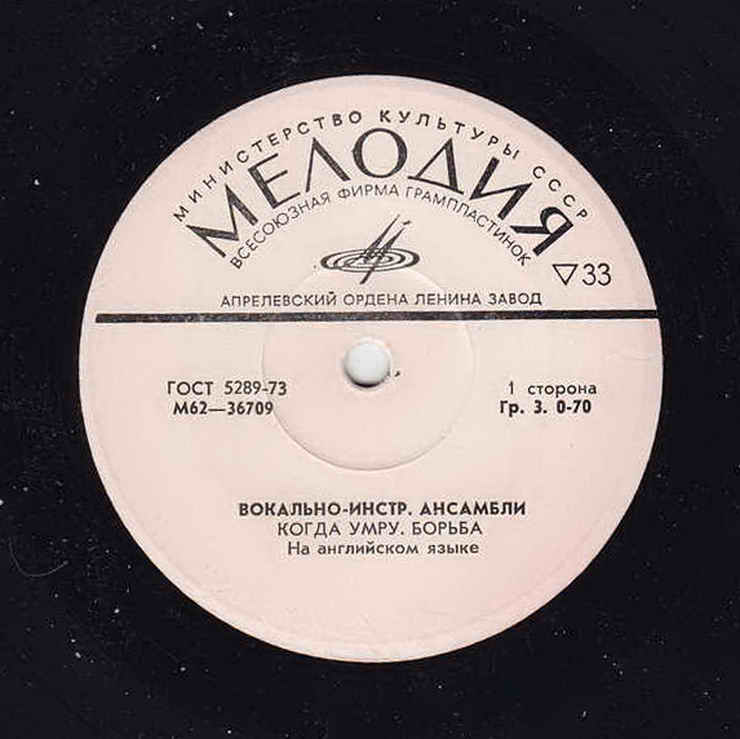 МИНИСТЕРСТВО КУЛЬТУРЫ СССР
МЕЛОДИЯ
ВСЕСОЮЗНАЯ ФИРМА ГРАМПЛАСТИНОК
▽33
АПРЕЛЕВСКИЙ ОРДЕНА ЛЕНИНА ЗАВОД
ГОСТ 5289-73
М62—36709
1 сторона
Гр. 3. 0-70
ВОКАЛЬНО-ИНСТР. АНСАМБЛИ
КОГДА УМРУ. БОРЬБА
На английском языке